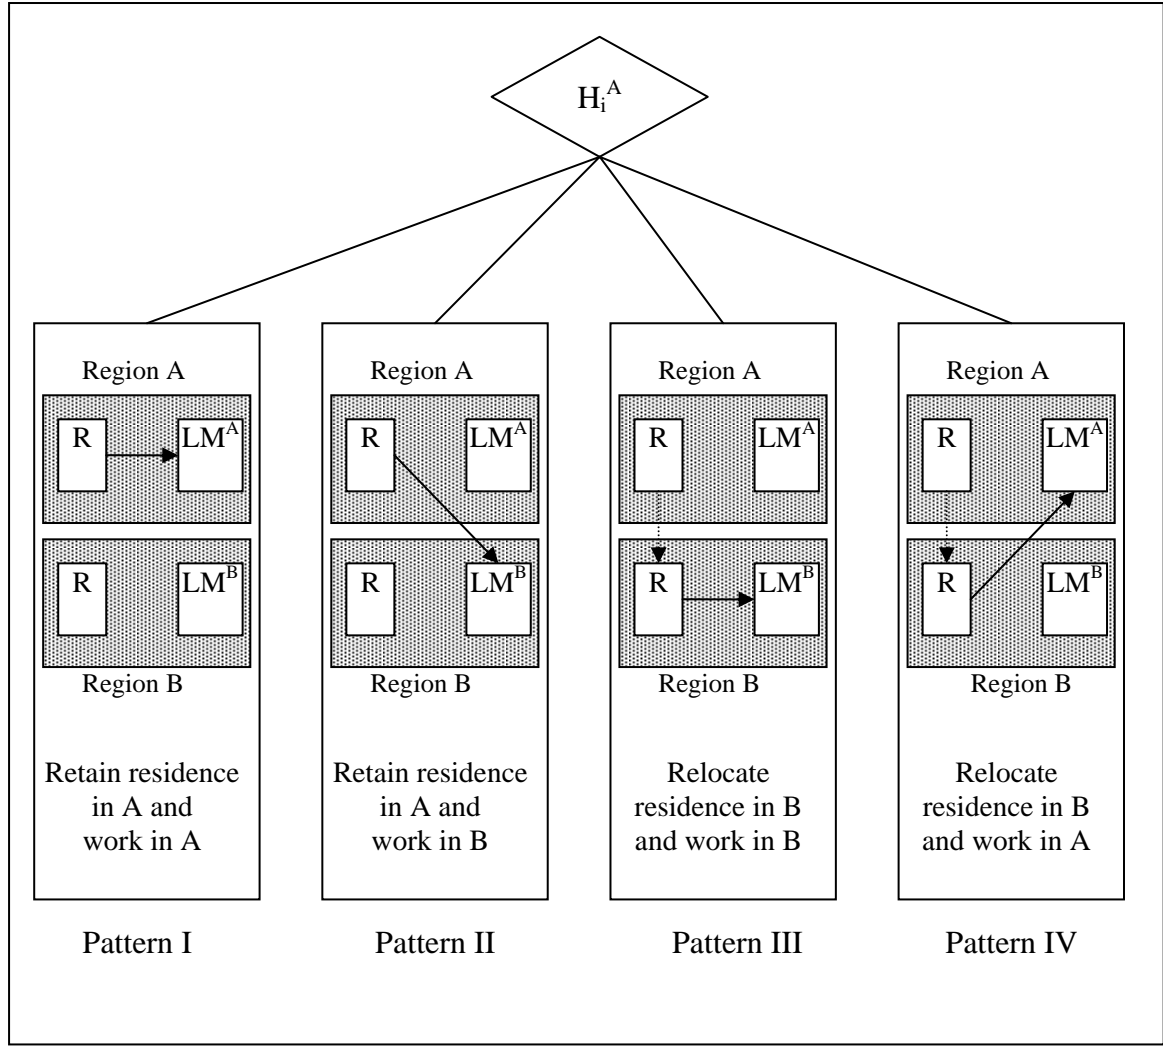 H_i^A
Region A
R LM^A
R LM^B
Region B
Retain residence
in A and
work in A
Pattern I
Region A
R LM^A
R LM^B
Region B
Retain residence
in A and
work in B
Pattern II
Region A
R LM^A
R LM^B
Region B
Relocate
residence in B
and work in B
Pattern III
Region A
R LM^A
R LM^B
Region B
Relocate
residence in B
and work in A
Pattern IV